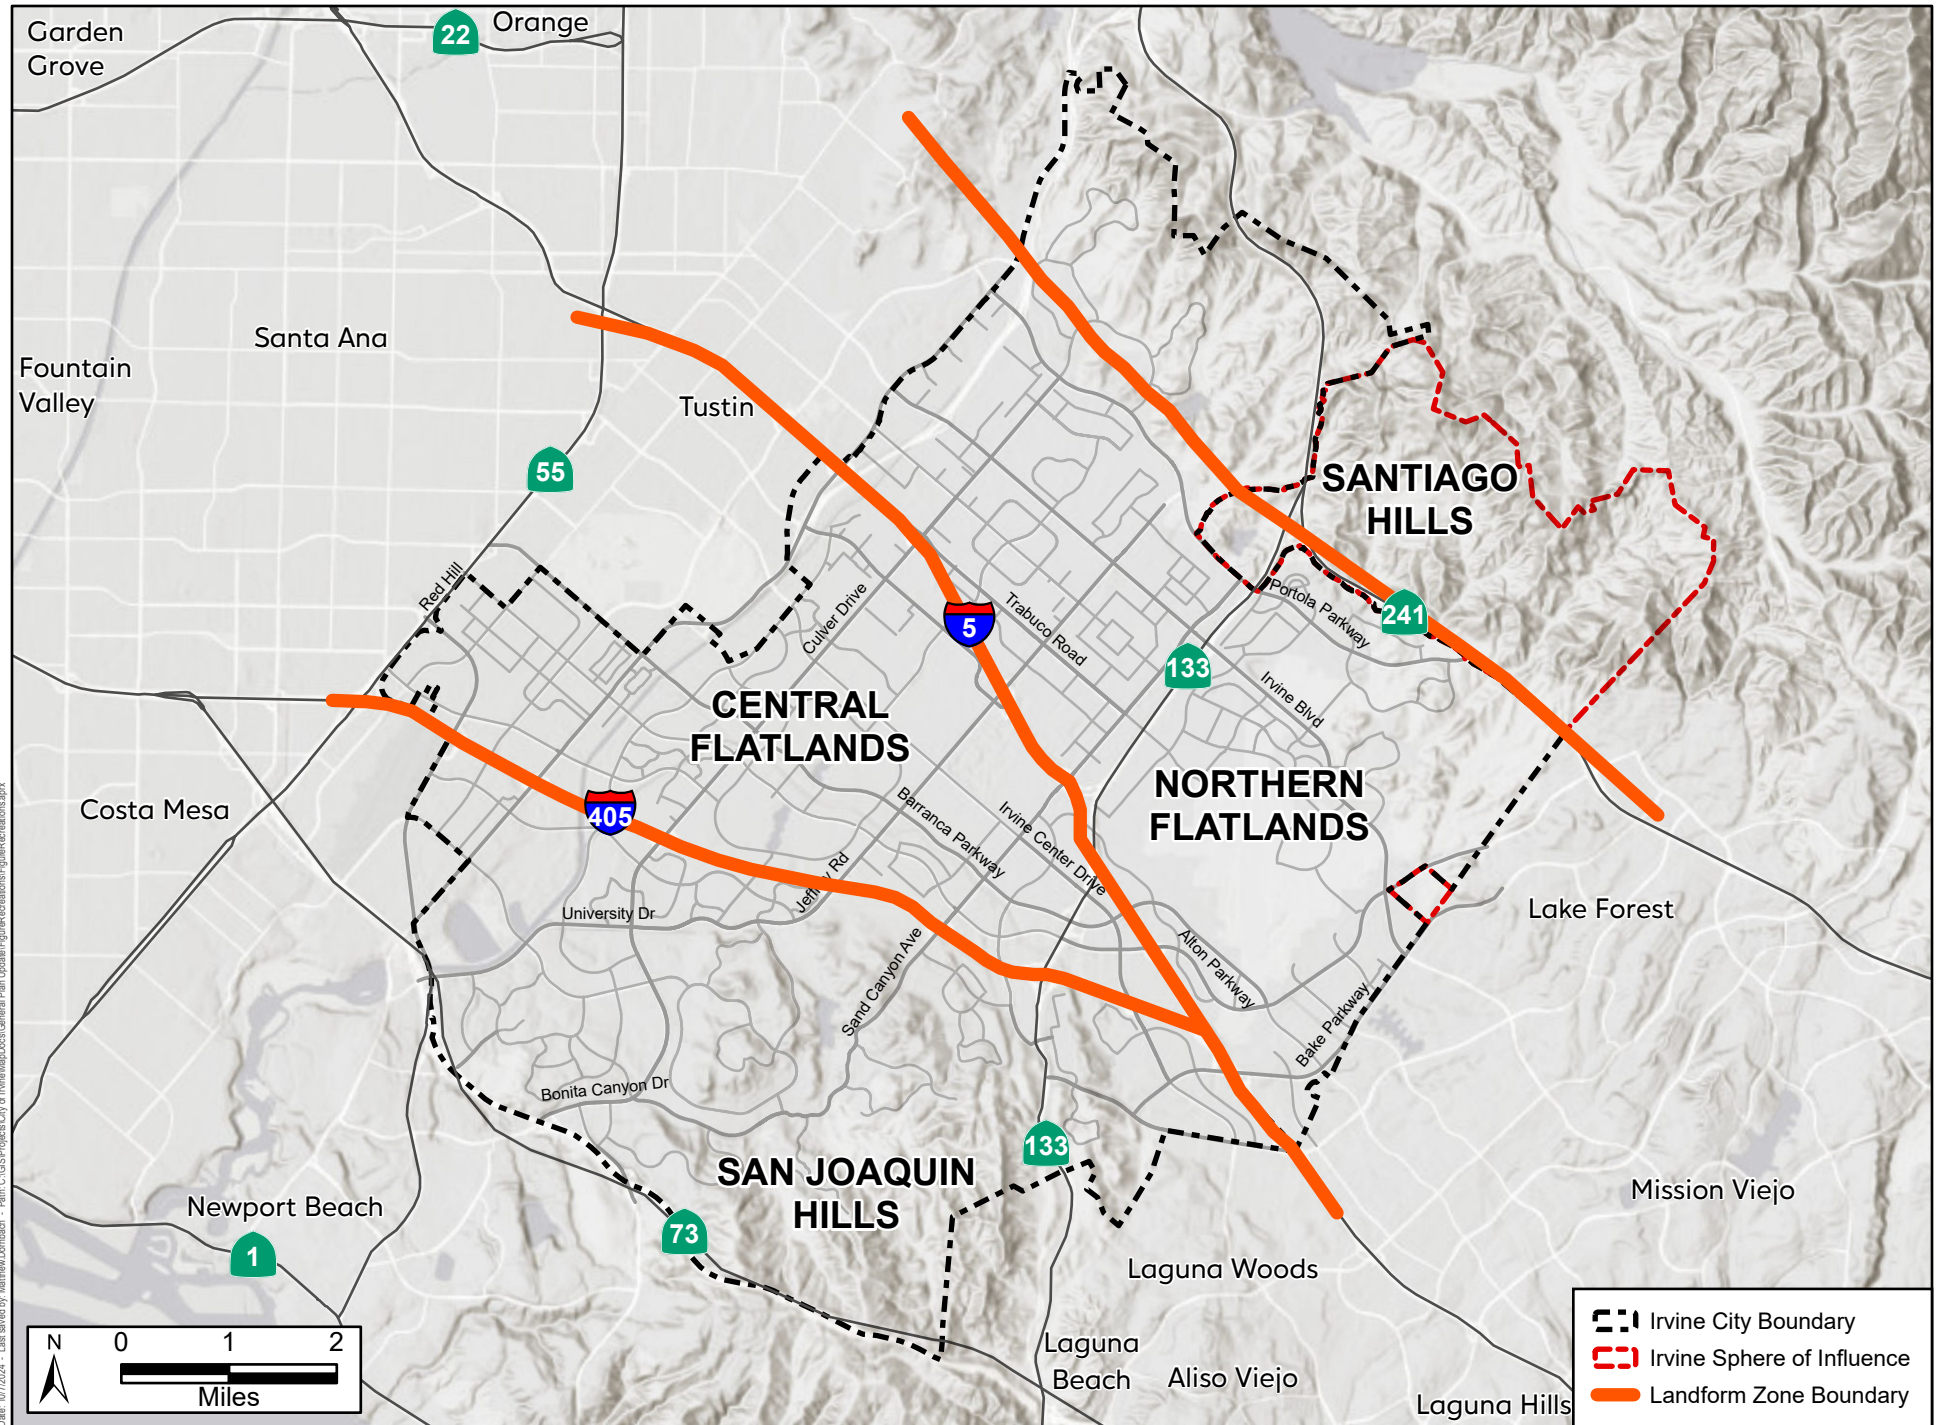 Garden
Grove
22
Orange
Santa Ana
Fountain
Valley
Tustin
55
SANTIAGO
HILLS
Red Hill
Culver Drive
5
Trabuco Road
Portola Parkway
241
133
Irvine Blvd
CENTRAL
FLATLANDS
NORTHERN
FLATLANDS
Costa Mesa
405
Barranca Parkway
Irvine Center Drive
Jeffrey Rd
University Dr
Lake Forest
Sand Canyon Ave
Alton Parkway
Bake Parkway
Bonita Canyon Dr
133
SAN JOAQUIN
HILLS
Mission Viejo
Newport Beach
73
1
Laguna Woods
Laguna
Beach
Aliso Viejo
Laguna Hills
N
0 1 2
Miles
Irvine City Boundary
Irvine Sphere of Influence
Landform Zone Boundary